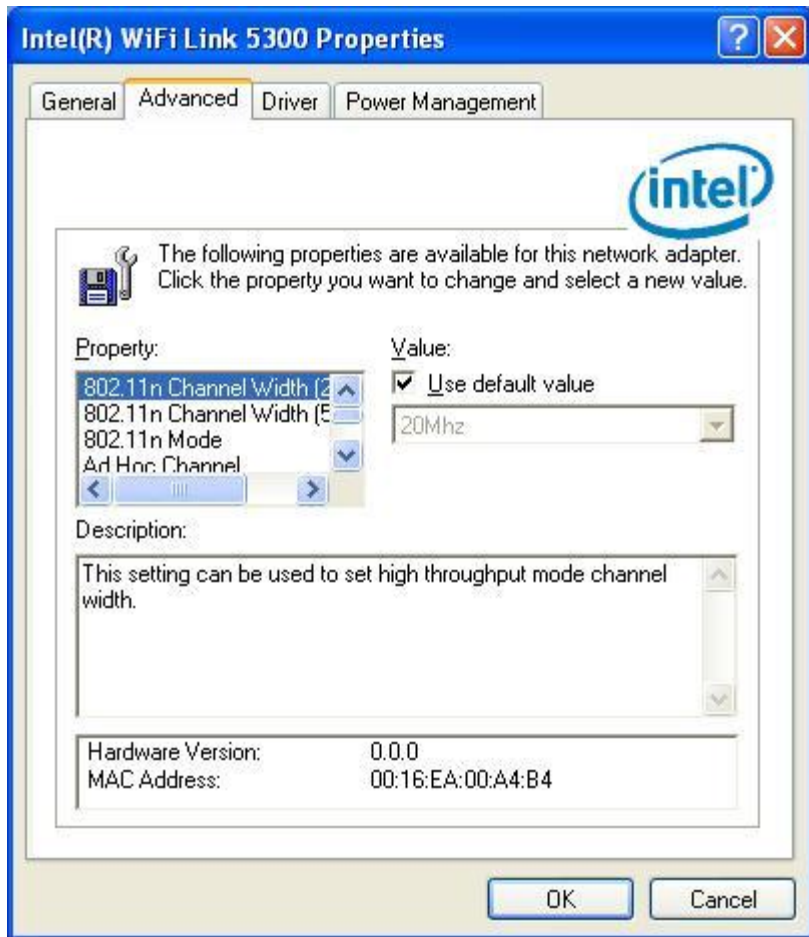 Intel(R) WiFi Link 5300 Properties
General Advanced Driver Power Management
intel
The following properties are available for this network adapter.
Click the property you want to change and select a new value.
Property:
802.11n Channel Width (2
802.11n Channel Width (5
802.11n Mode
Ad Hoc Channel
Value:
Use default value
20Mhz
Description:
This setting can be used to set high throughput mode channel
width.
Hardware Version: 0.0.0
MAC Address: 00:16:EA:00:A4:B4
OK Cancel